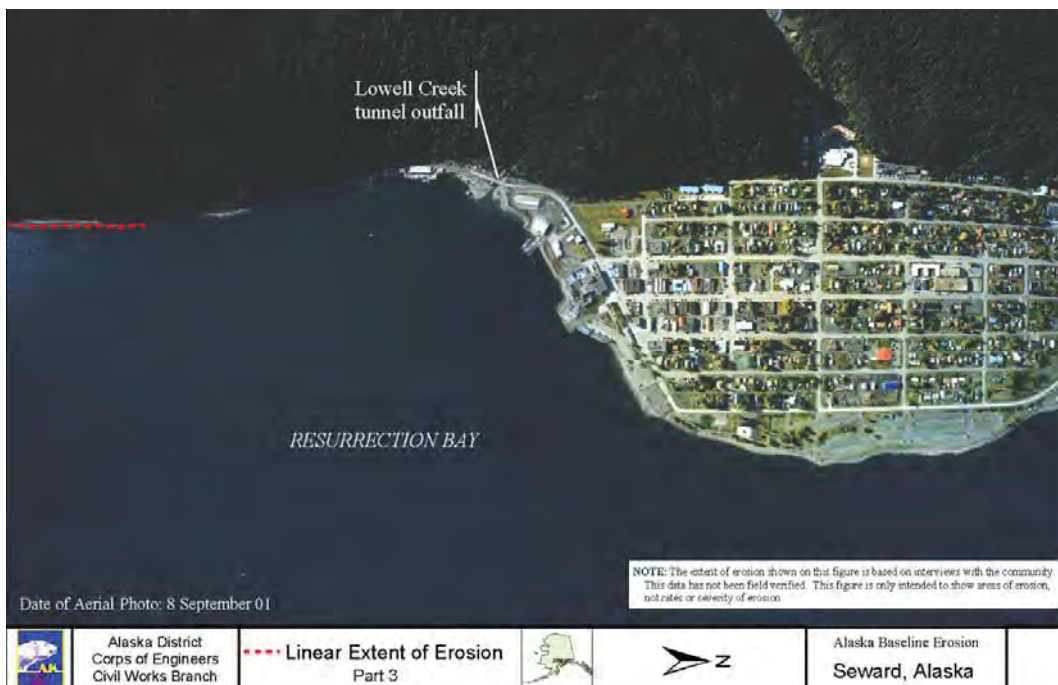 Lowell Creek
tunnel outfall
RESURRECTION BAY
NOTE: The extent of erosion shown on this figure is based on interviews with the community.
This data has not been field verified. This figure is only intended to show areas of erosion,
not rates or severity of erosion
Date of Aerial Photo: 8 September 01
Alaska District
Corps of Engineers
Civil Works Branch
Linear Extent of Erosion
Part 3
N
Alaska Baseline Erosion
Seward, Alaska